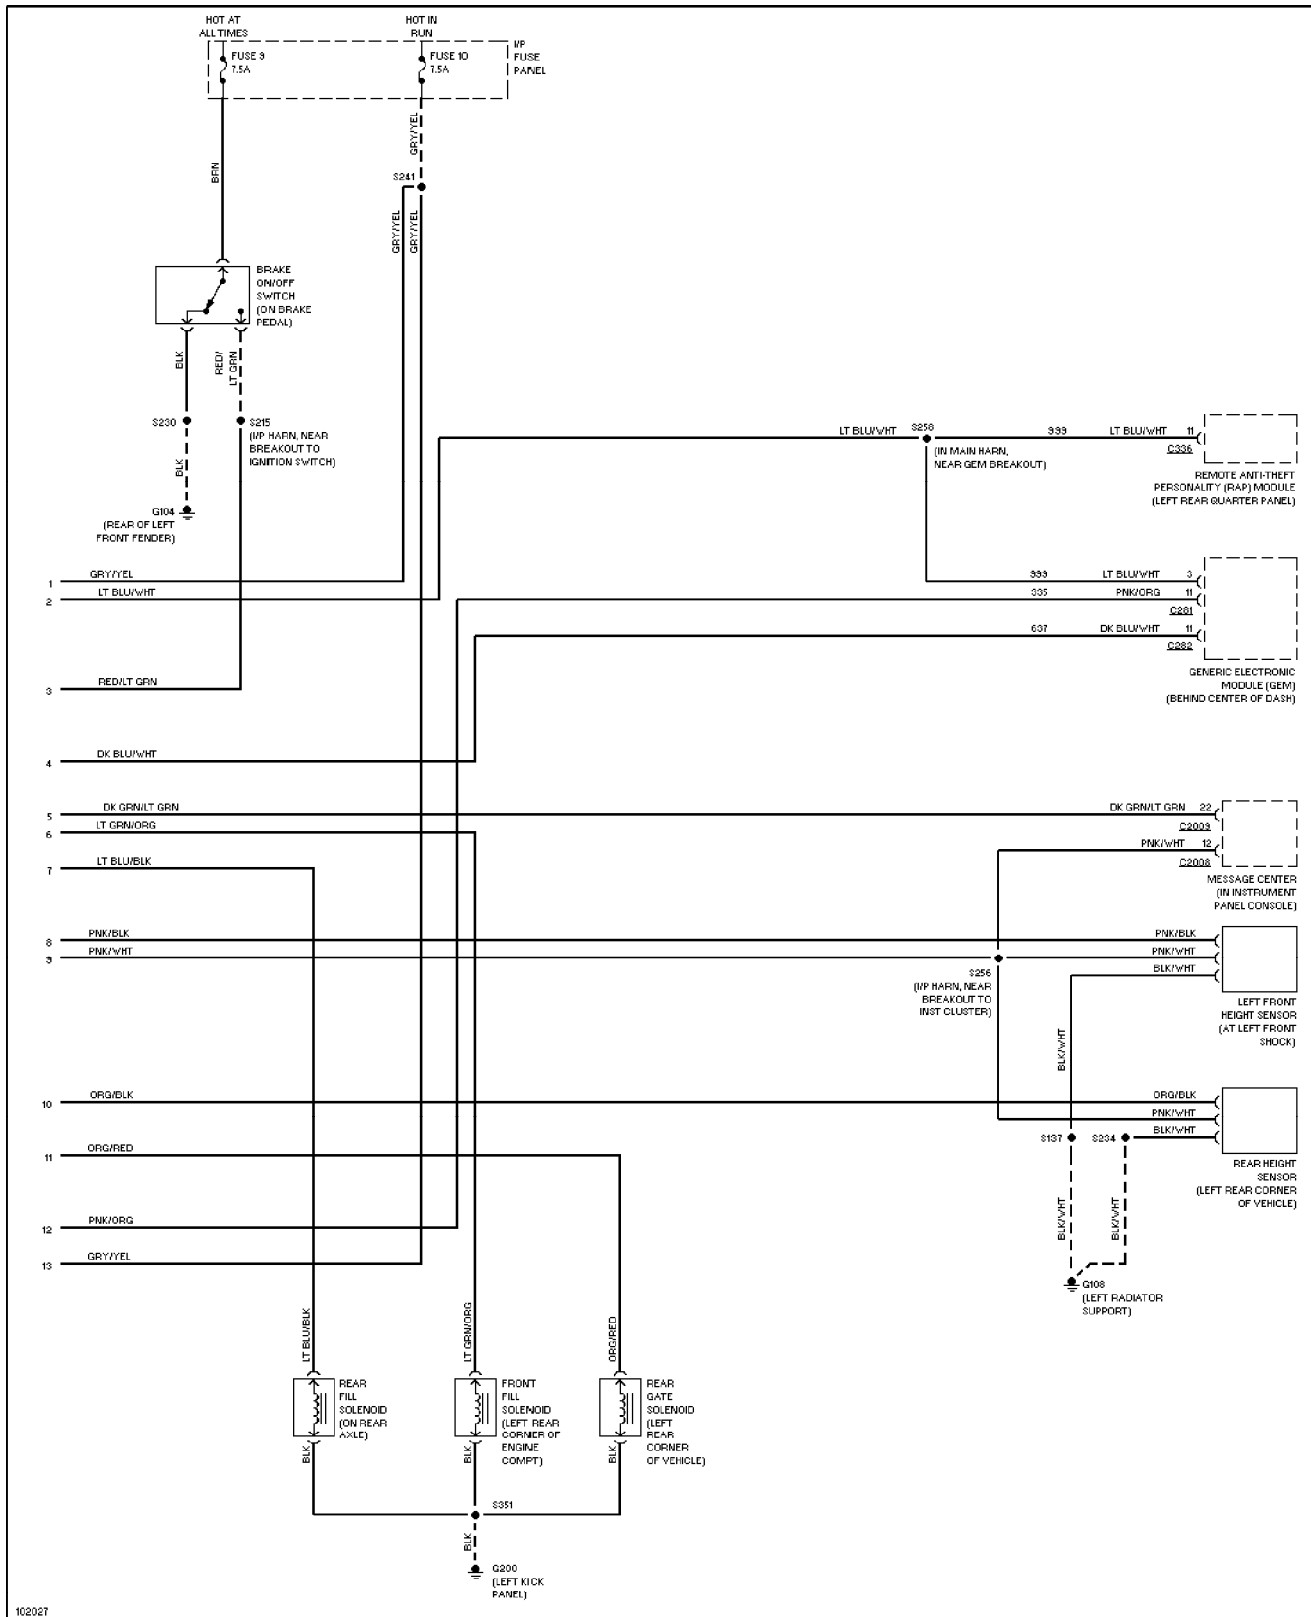 HOT AT
ALL TIMES
HOT IN
RUN
FUSE 9
7.5A
FUSE 10
7.5A
I/P
FUSE
PANEL
BRN
GRY/YEL
S241
GRY/YEL
GRY/YEL
BRAKE
ON/OFF
SWITCH
(ON BRAKE
PEDAL)
BLK
RED/
LT GRN
S230
S215
(I/P HARN, NEAR
BREAKOUT TO
IGNITION SWITCH)
BLK
G104
(REAR OF LEFT
FRONT FENDER)
LT BLU/WHT
S258
(IN MAIN HARN,
NEAR GEM BREAKOUT)
999
LT BLU/WHT
11
C336
REMOTE ANTI-THEFT
PERSONALITY (RAP) MODULE
(LEFT REAR QUARTER PANEL)
1
GRY/YEL
999
LT BLU/WHT
3
2
LT BLU/WHT
335
PNK/ORG
11
C281
637
DK BLU/WHT
11
C282
GENERIC ELECTRONIC
MODULE (GEM)
(BEHIND CENTER OF DASH)
3
RED/LT GRN
4
DK BLU/WHT
5
DK GRN/LT GRN
DK GRN/LT GRN
22
C2009
6
LT GRN/ORG
PNK/WHT
12
C2008
7
LT BLU/BLK
MESSAGE CENTER
(IN INSTRUMENT
PANEL CONSOLE)
8
PNK/BLK
PNK/BLK
9
PNK/WHT
PNK/WHT
BLK/WHT
S256
(I/P HARN, NEAR
BREAKOUT TO
INST CLUSTER)
LEFT FRONT
HEIGHT SENSOR
(AT LEFT FRONT
SHOCK)
BLK/WHT
10
ORG/BLK
ORG/BLK
PNK/WHT
BLK/WHT
S137
S234
REAR HEIGHT
SENSOR
(LEFT REAR CORNER
OF VEHICLE)
11
ORG/RED
12
PNK/ORG
13
GRY/YEL
BLK/WHT
BLK/WHT
G108
(LEFT RADIATOR
SUPPORT)
LT BLU/BLK
LT GRN/ORG
ORG/RED
REAR
FILL
SOLENOID
(ON REAR
AXLE)
FRONT
FILL
SOLENOID
(LEFT REAR
CORNER OF
ENGINE
COMPT)
REAR
GATE
SOLENOID
(LEFT
REAR
CORNER
OF VEHICLE)
BLK
BLK
BLK
S351
BLK
G200
(LEFT KICK
PANEL)
102027